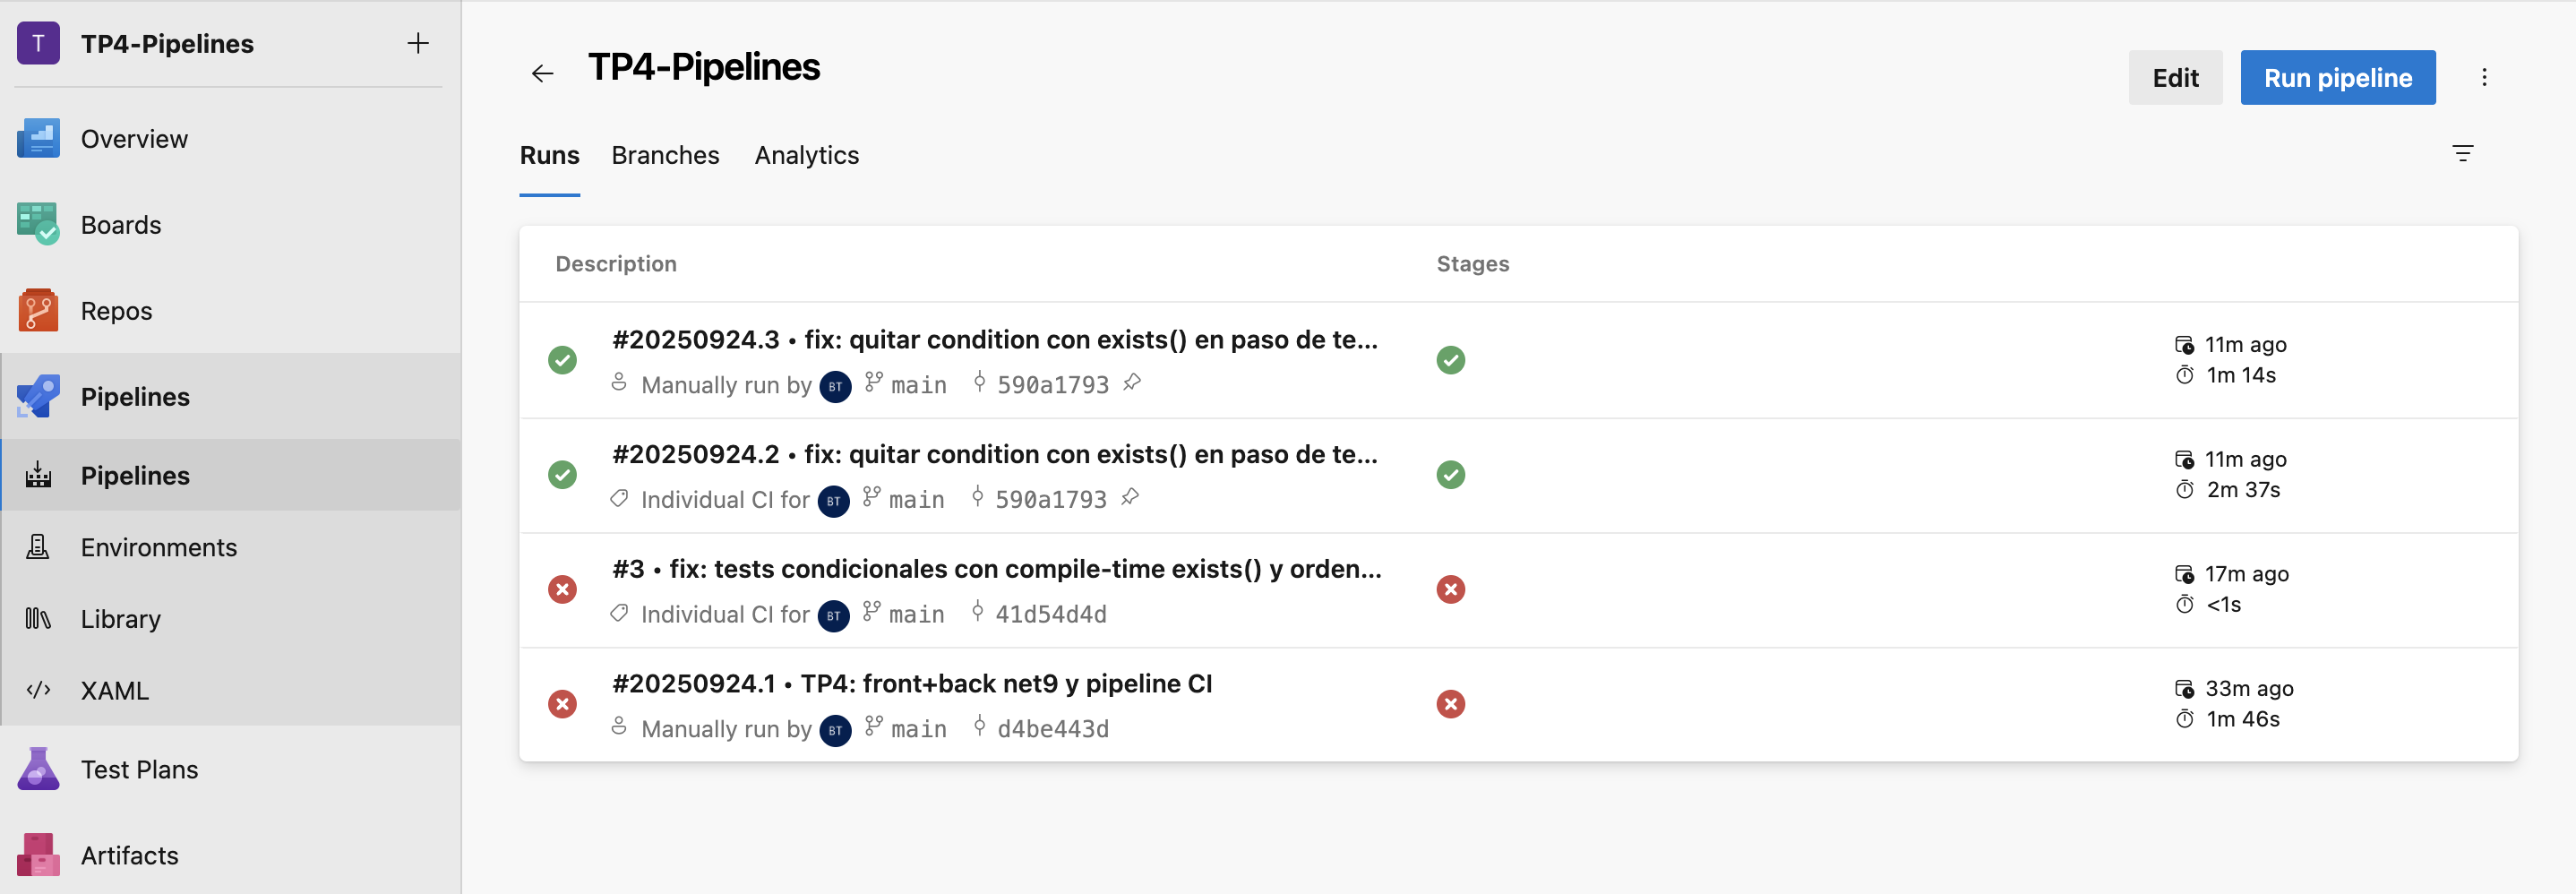 T TP4-Pipelines
Overview
Boards
Repos
Pipelines
Pipelines
Environments
Library
XAML
Test Plans
Artifacts
TP4-Pipelines
Edit
Run pipeline
Runs Branches Analytics
Description Stages
#20250924.3 • fix: quitar condition con exists() en paso de te...
Manually run by BT main 590a1793
11m ago
1m 14s
#20250924.2 • fix: quitar condition con exists() en paso de te...
Individual CI for BT main 590a1793
11m ago
2m 37s
#3 • fix: tests condicionales con compile-time exists() y orden...
Individual CI for BT main 41d54d4d
17m ago
<1s
#20250924.1 • TP4: front+back net9 y pipeline CI
Manually run by BT main d4be443d
33m ago
1m 46s